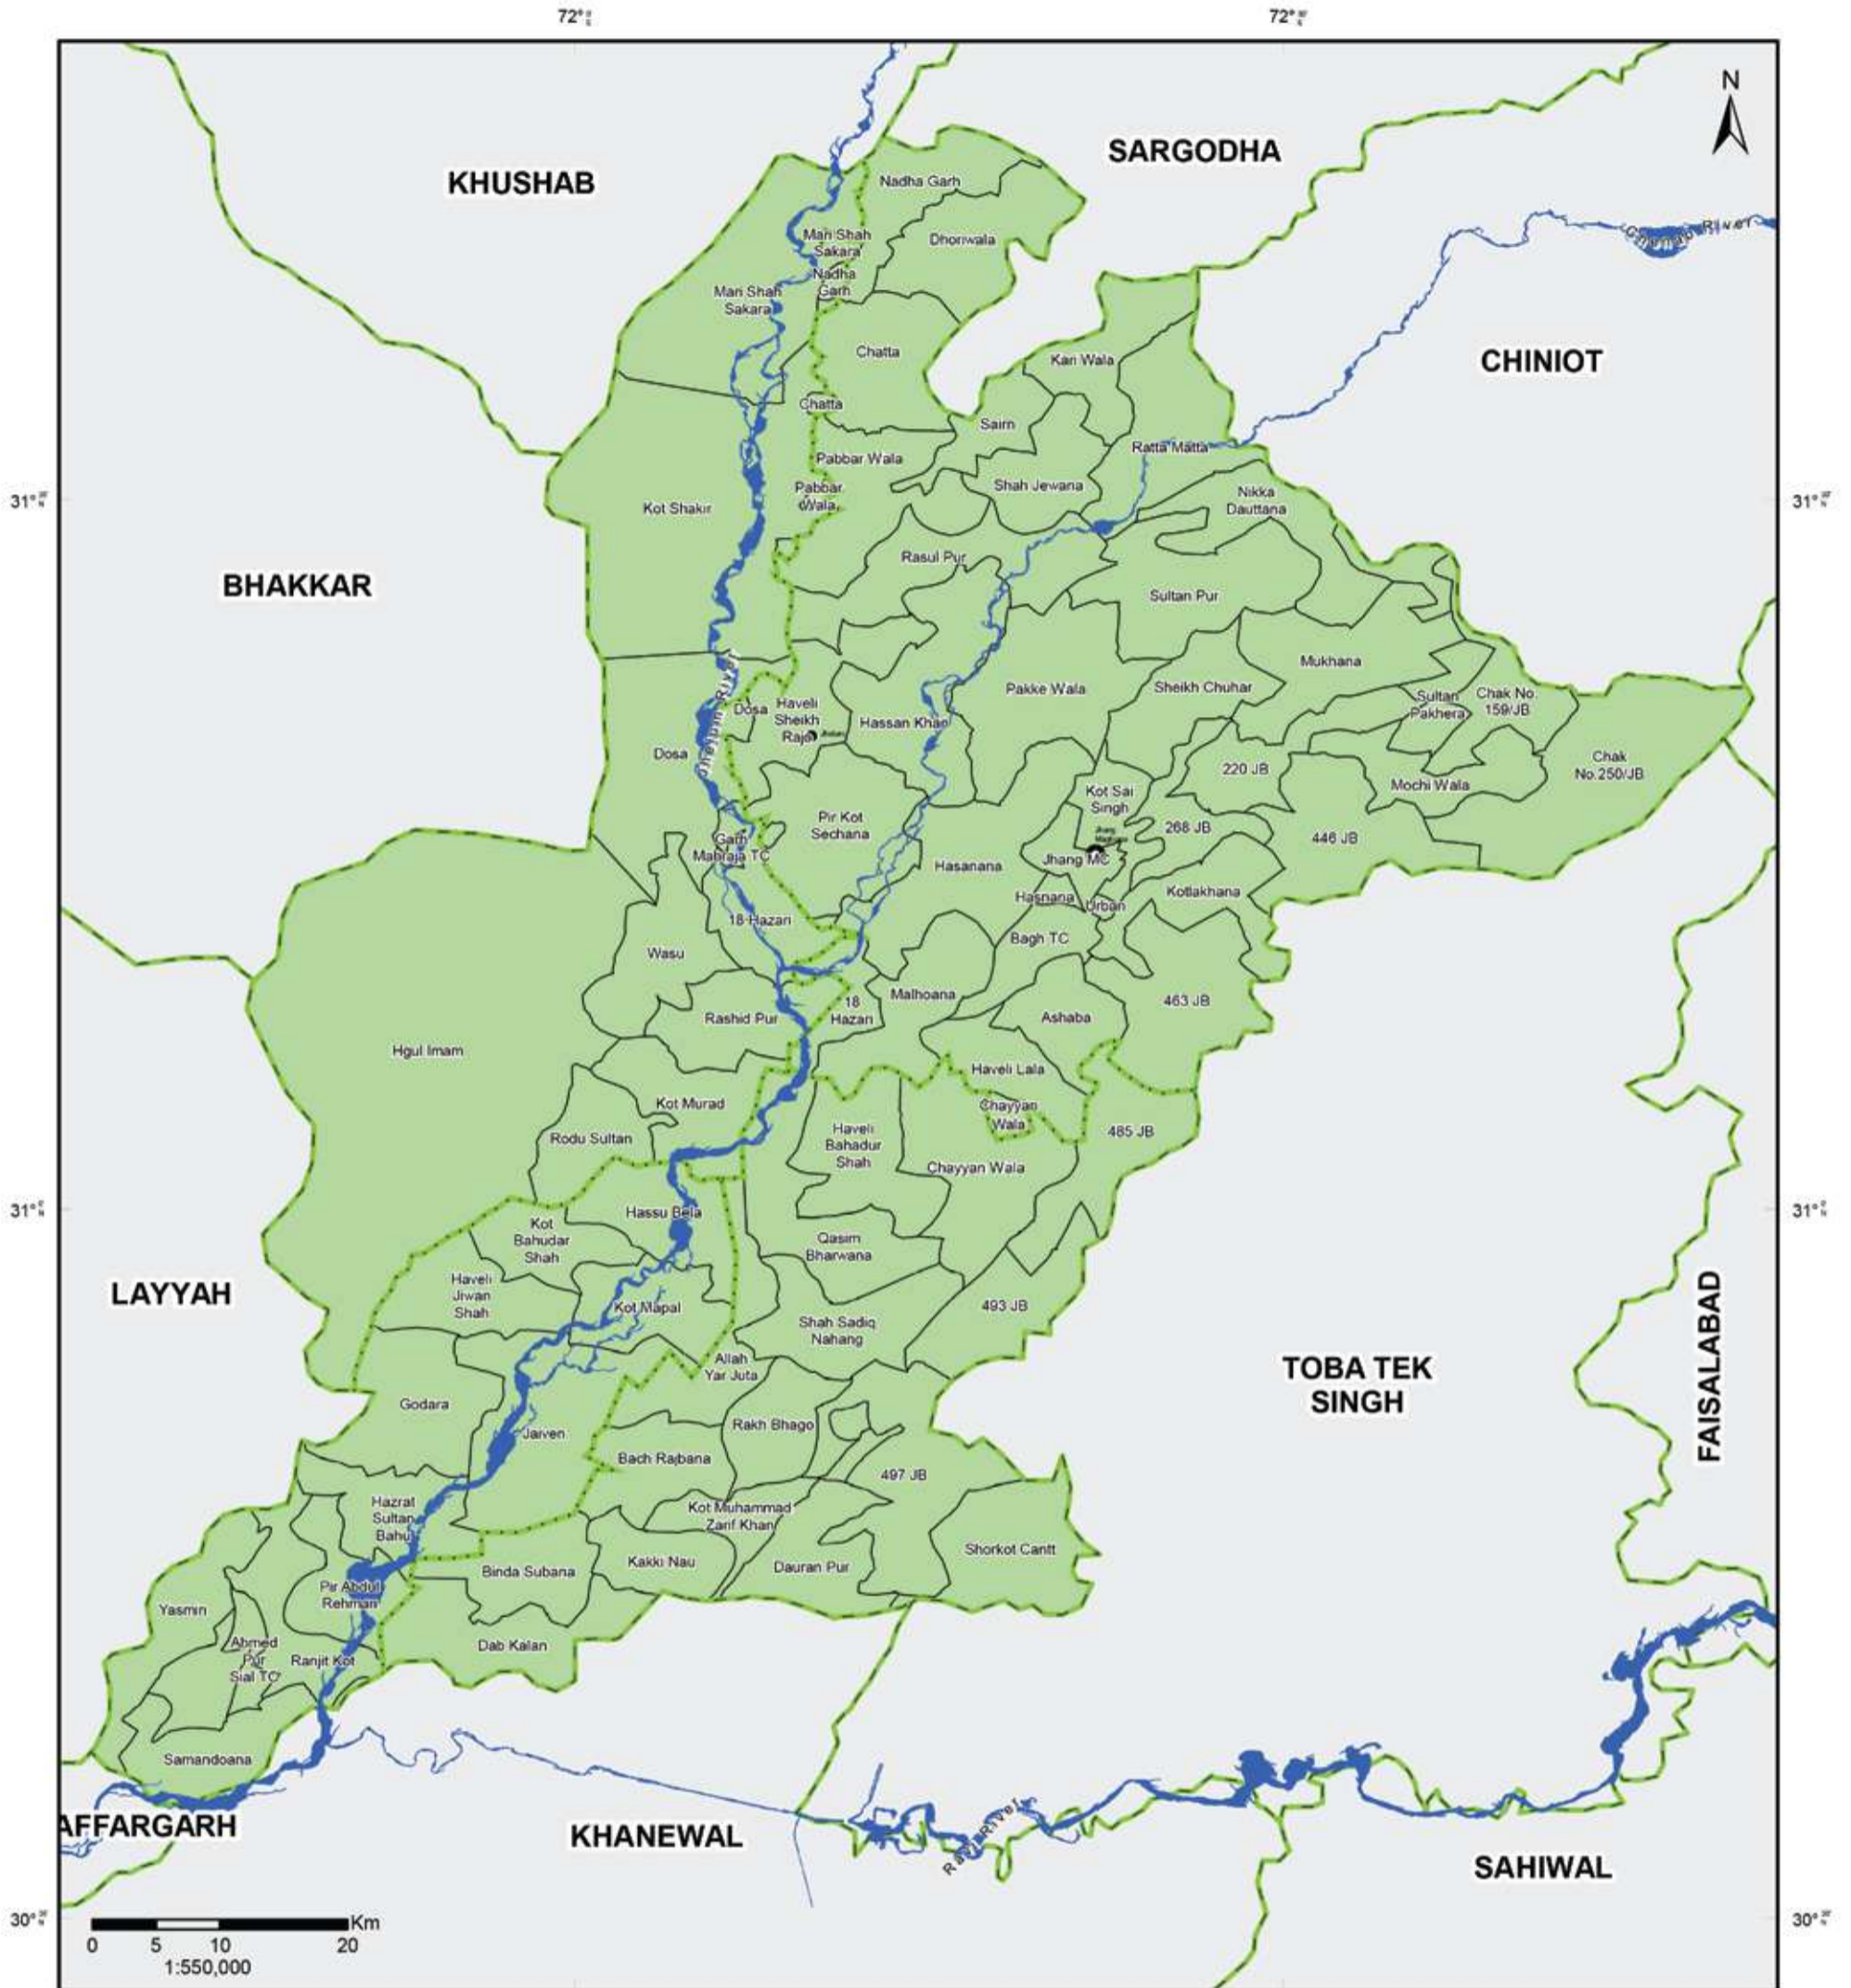 72°
72°
N
SARGODHA
KHUSHAB
Nadha Garh
Chenab River
Mari Shah
Sakara
Dhoriwala
Nadha
Garh
Mari Shah
Sakara
Chatta
Kari Wala
CHINIOT
Chatta
Sairn
Ratta Matta
Pabbar Wala
Shah Jewana
Pabbar
Wala
Nikka
Dauttana
31°
31°
Kot Shakir
Rasul Pur
BHAKKAR
Sultan Pur
Mukhana
Jhelum River
Pakke Wala
Sheikh Chuhar
Sultan
Pakhera
Chak No.
159/JB
Dosa
Haveli
Sheikh
Raja
Hassan Khan
Dosa
220 JB
Chak
No.250/JB
Mochi Wala
Kot Sai
Singh
Pir Kot
Sechana
268 JB
446 JB
Garh
Mahraja TC
Jhang MC
Hasanana
Kotlakhana
Hasnana
Urban
18 Hazari
Bagh TC
Wasu
Malhoana
463 JB
18
Hazari
Rashid Pur
Ashaba
Hgul Imam
Haveli Lala
Kot Murad
Chayyan
Wala
Rodu Sultan
Haveli
Bahadur
Shah
485 JB
Chayyan Wala
31°
31°
Hassu Bela
Kot
Bahudar
Shah
Qasim
Bharwana
LAYYAH
Haveli
Jiwan
Shah
Kot Mapal
493 JB
Shah Sadiq
Nahang
FAISALABAD
Allah
Yar Juta
TOBA TEK
SINGH
Godara
Rakh Bhago
Jaiven
Bach Rajbana
497 JB
Hazrat
Sultan
Bahu
Kot Muhammad
Zarif Khan
Shorkot Cantt
Kakki Nau
Dauran Pur
Binda Subana
Pir Abdul
Rehman
Yasmin
Dab Kalan
Ahmed
Pur
Sial TC
Ranjit Kot
Samandoana
AFFARGARH
KHANEWAL
Ravi River
SAHIWAL
30°
30°
Km
0 5 10 20
1:550,000